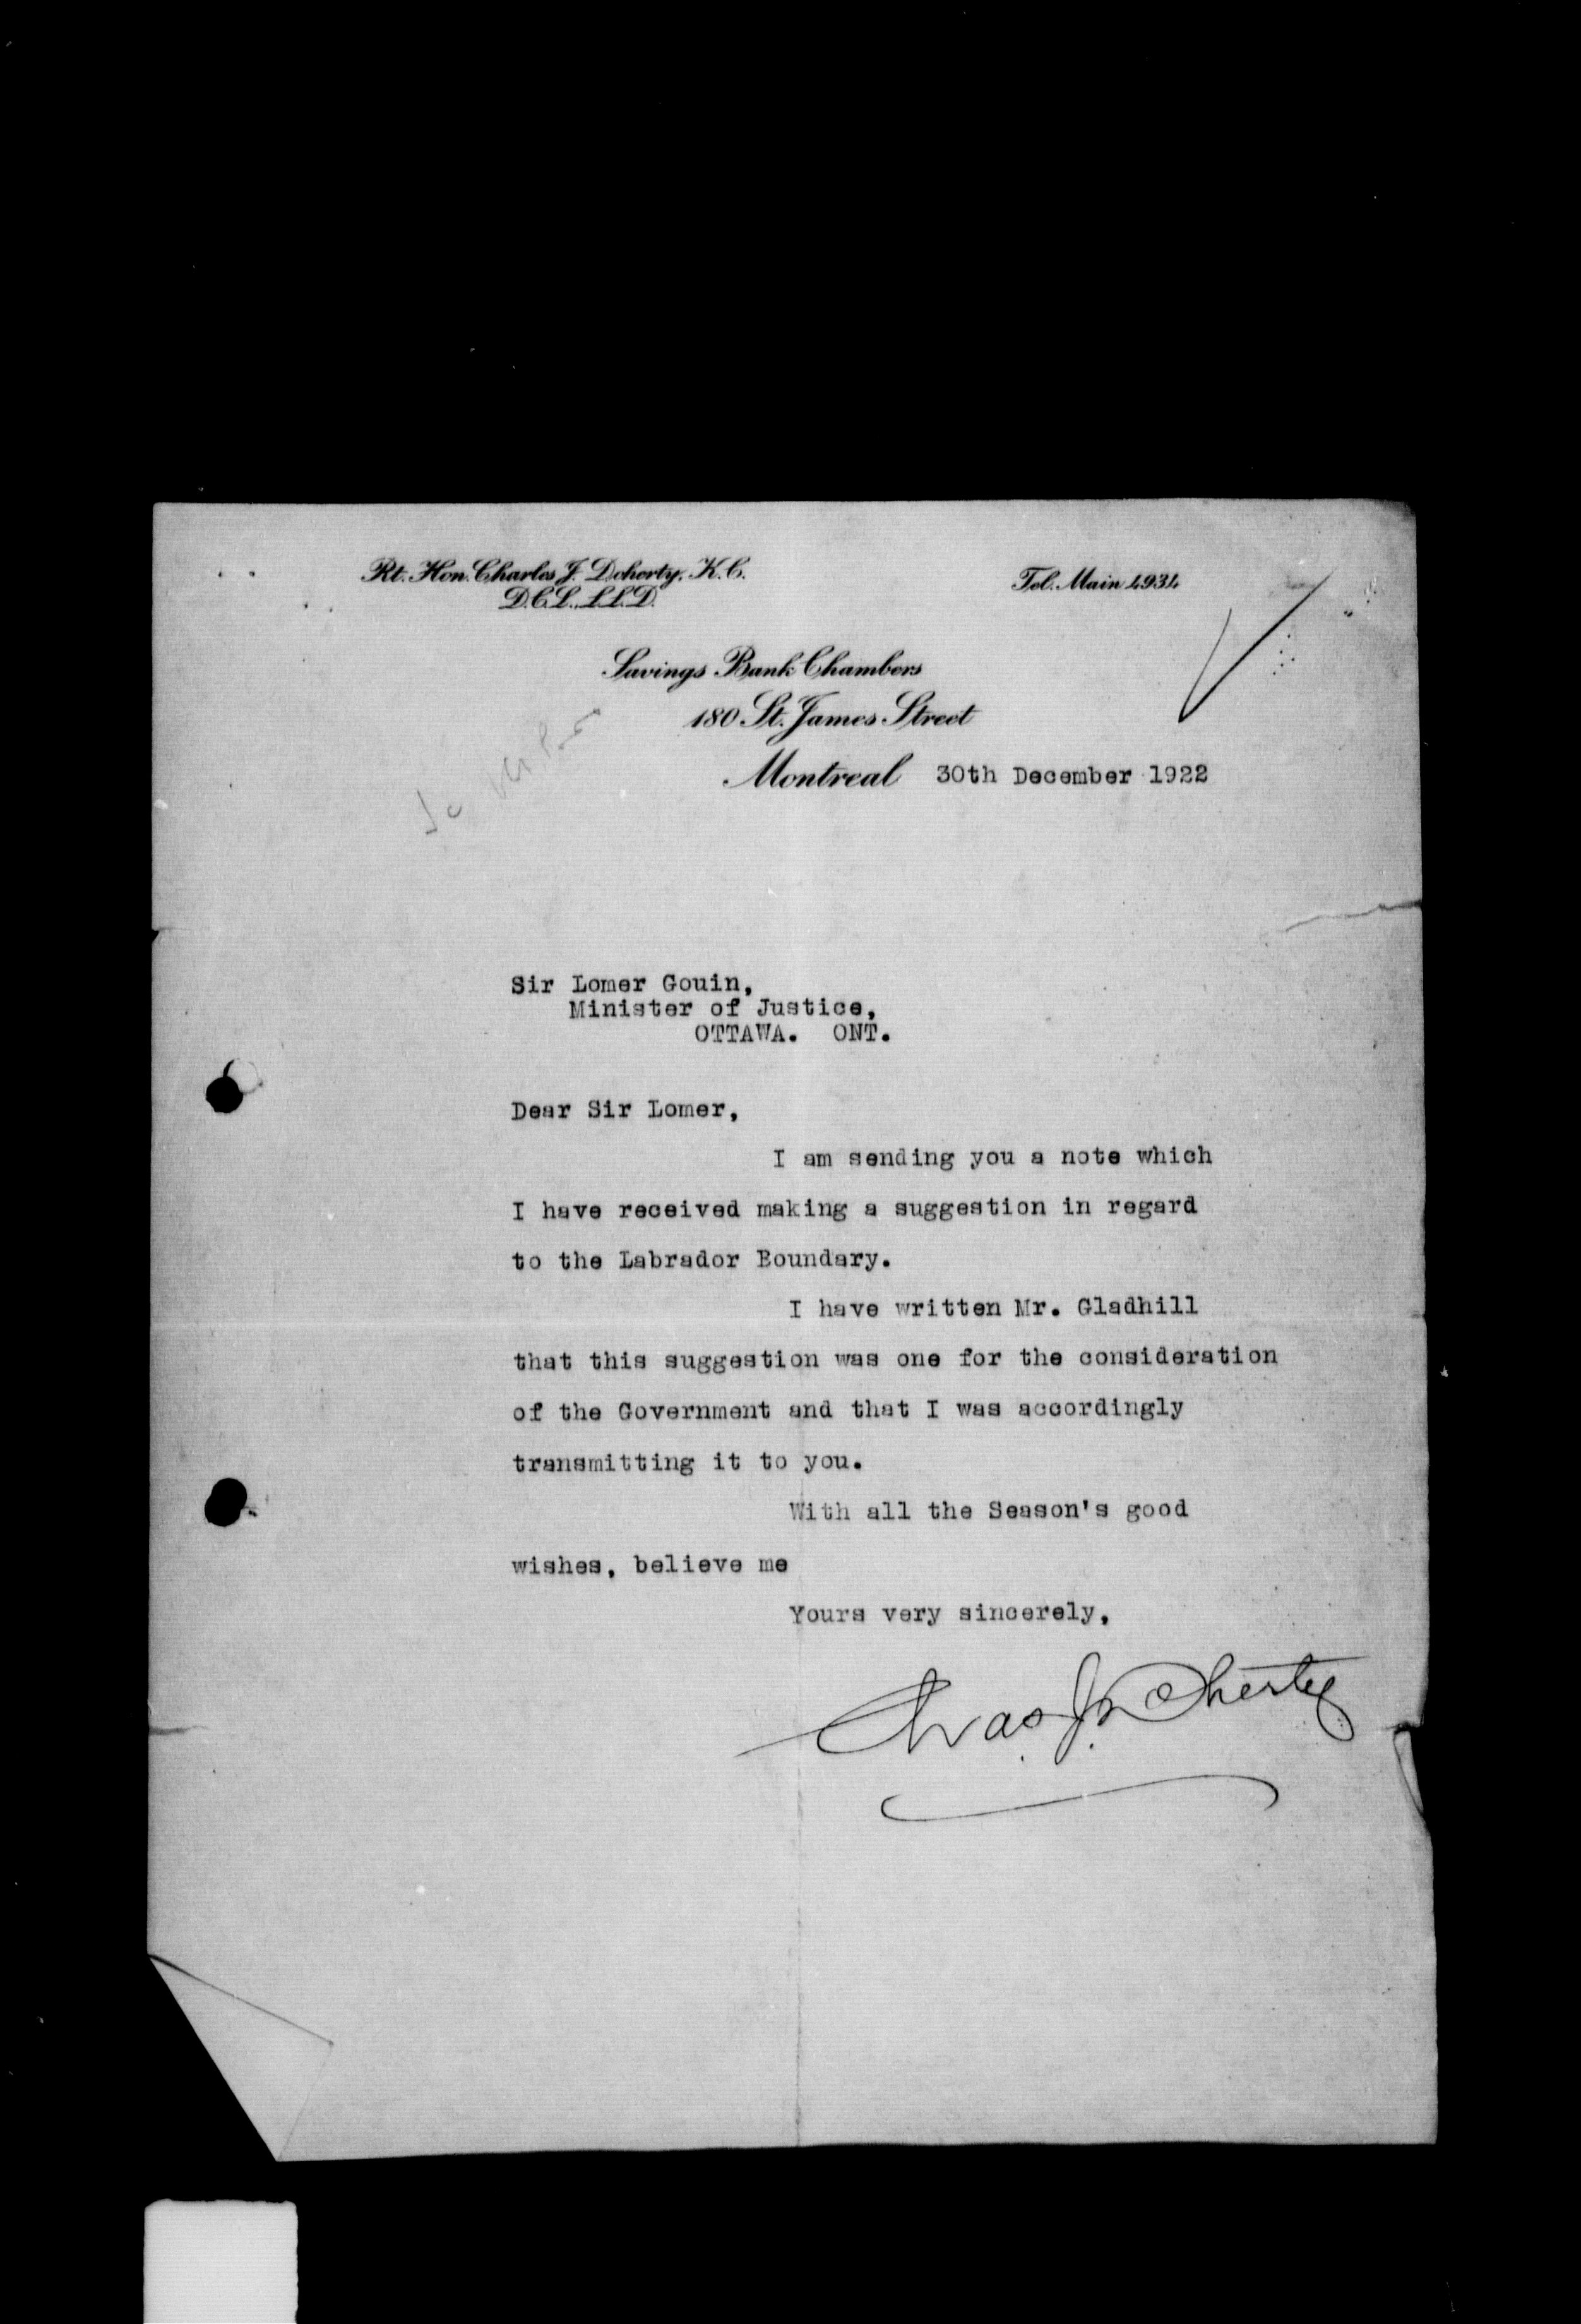 Rt. Hon. Charles J. Doherty, K.C.
D.C.L., LL.D.
Tel. Main 4934
Savings Bank Chambers
180 St. James Street
Montreal 30th December 1922
Sir Lomer Gouin,
Minister of Justice,
OTTAWA. ONT.
Dear Sir Lomer,
I am sending you a note which
I have received making a suggestion in regard
to the Labrador Boundary.
I have written Mr. Gladhill
that this suggestion was one for the consideration
of the Government and that I was accordingly
transmitting it to you.
With all the Season's good
wishes, believe me
Yours very sincerely,
Chas J. Doherty